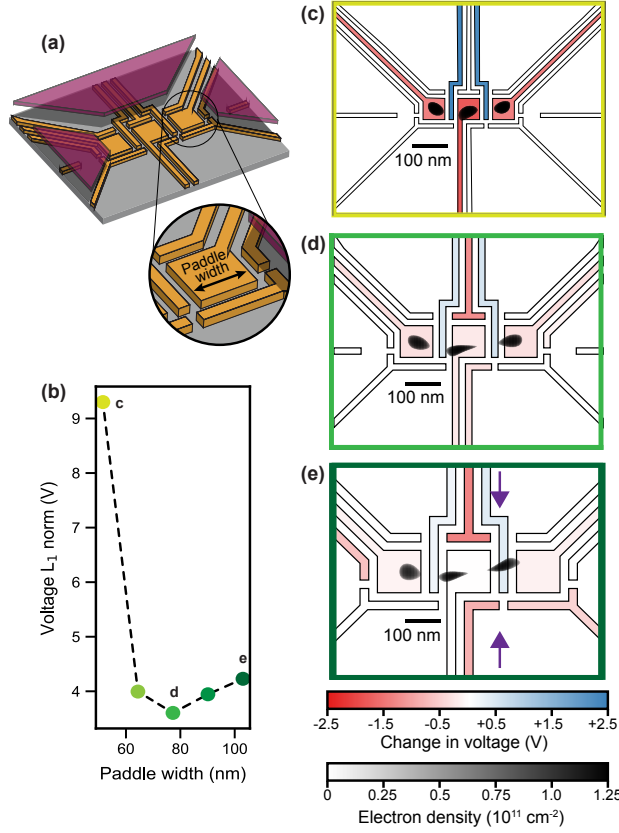 (a)
Paddle
width
(b)
c
d
e
9
8
7
6
5
4
60
80
100
Voltage L₁ norm (V)
Paddle width (nm)
(c)
100 nm
(d)
100 nm
(e)
100 nm
-2.5 -1.5 -0.5 +0.5 +1.5 +2.5
Change in voltage (V)
0 0.25 0.5 0.75 1.0 1.25
Electron density (10¹¹ cm⁻²)